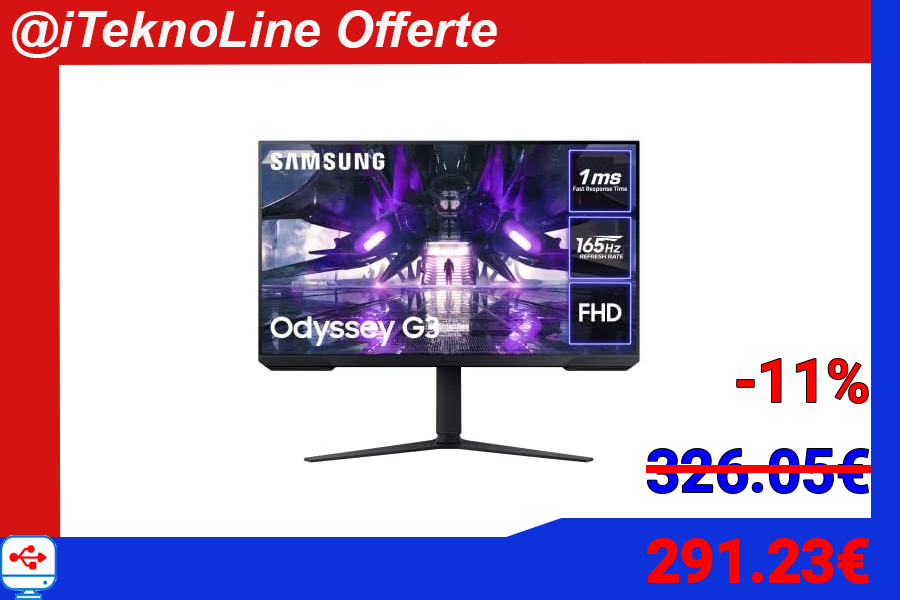 @iTeknoLine Offerte
SAMSUNG
1ms
Fast Response Time
165Hz
REFRESH RATE
FHD
Odyssey G3
-11%
326.05€
291.23€